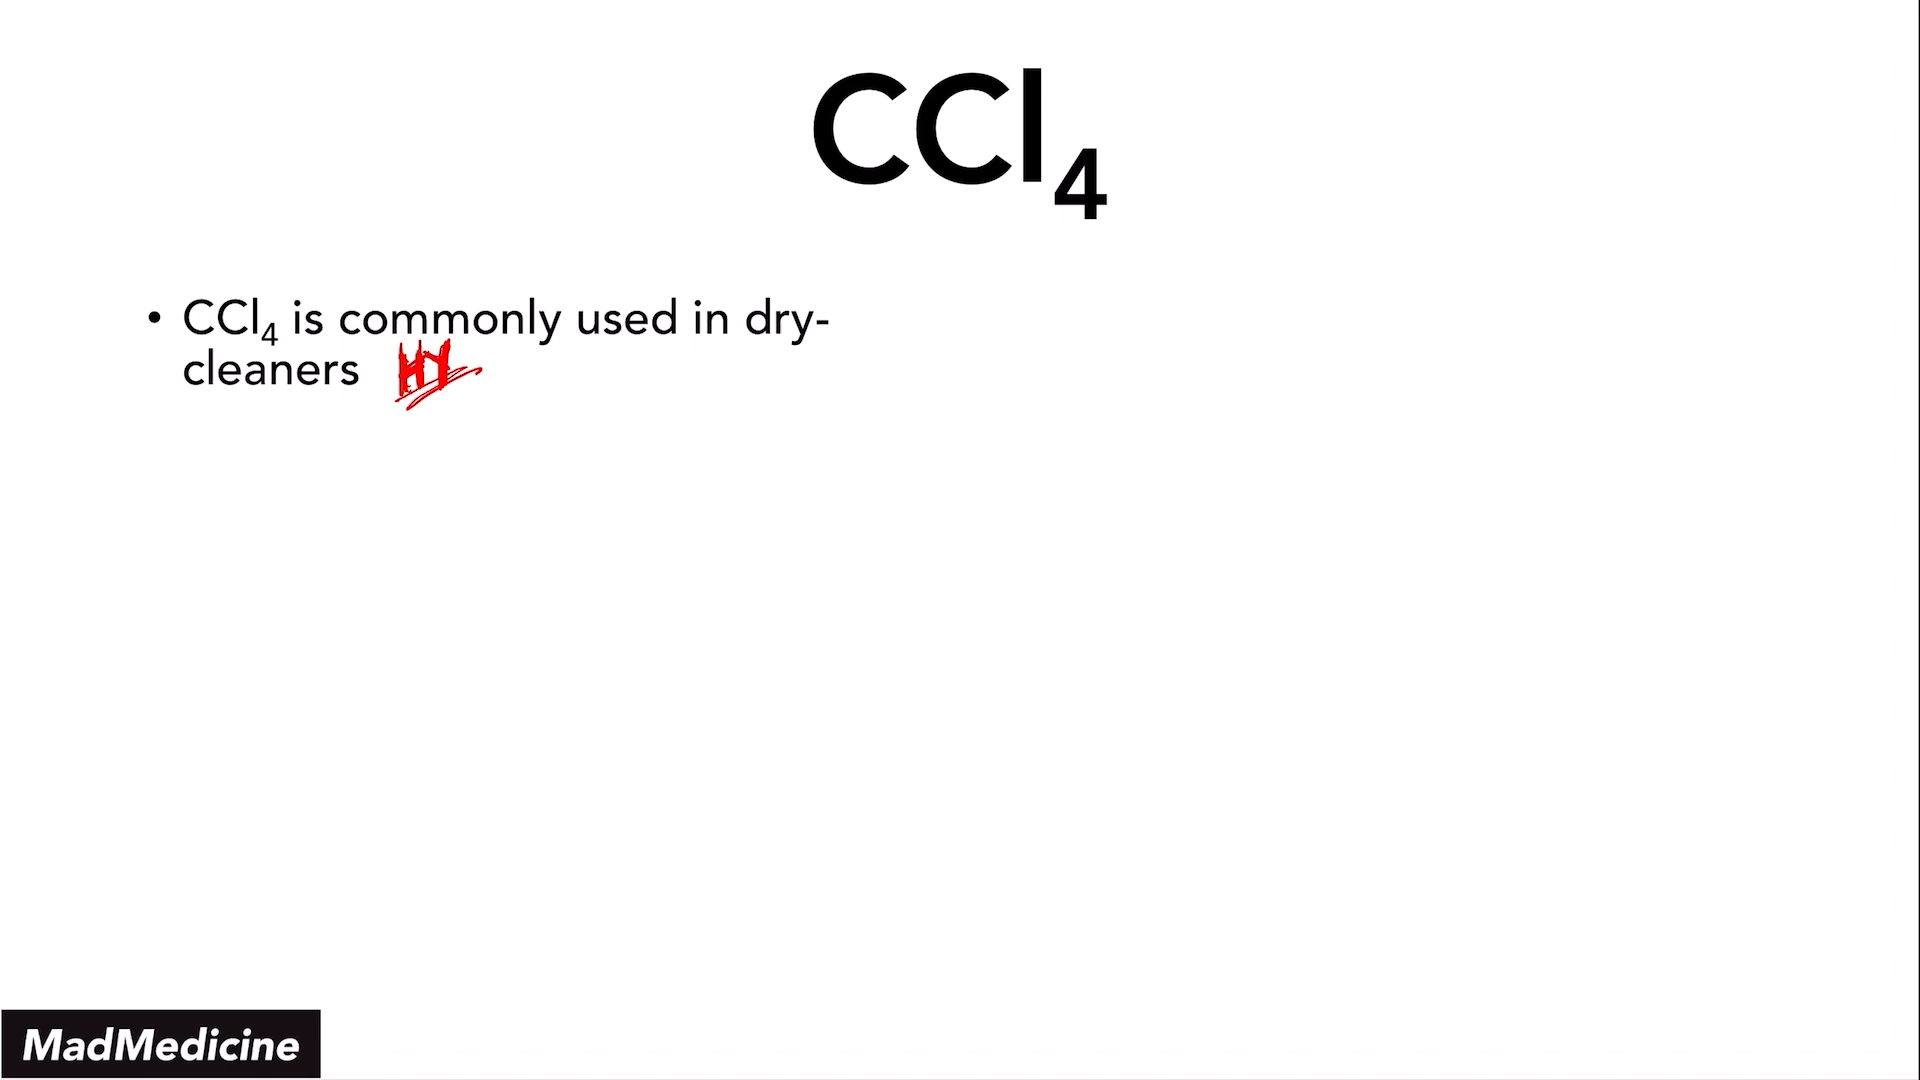 CCl₄
• CCl₄ is commonly used in dry-
cleaners HY
MadMedicine